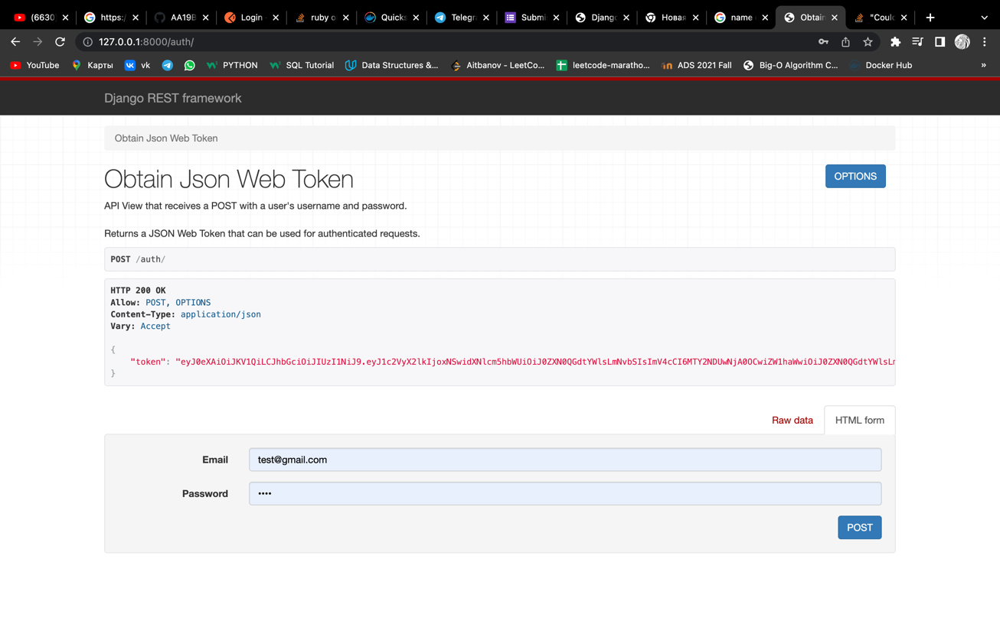 (6630
https:/
AA19B
Login
ruby o
Quicks
Telegra
Submi
Django
Новая
name
Obtain
"Coul
127.0.0.1:8000/auth/
YouTube
Карты
vk
PYTHON
SQL Tutorial
Data Structures &...
Aitbanov - LeetCo...
leetcode-maratho...
ADS 2021 Fall
Big-O Algorithm C...
Docker Hub
»
Django REST framework
Obtain Json Web Token
Obtain Json Web Token
OPTIONS
API View that receives a POST with a user's username and password.
Returns a JSON Web Token that can be used for authenticated requests.
POST /auth/
HTTP 200 OK
Allow: POST, OPTIONS
Content-Type: application/json
Vary: Accept
{
"token": "eyJ0eXAiOiJKV1QiLCJhbGciOiJIUzI1NiJ9.eyJ1c2VyX2lkIjoxNSwidXNlcm5hbWUiOiJ0ZXN0QGdtYWlsLmNvbSIsImV4cCI6MTY2NDUwNjA0OCwiZW1haWwiOiJ0ZXN0QGdtYWlsLm
}
Raw data
HTML form
Email
test@gmail.com
Password
••••
POST